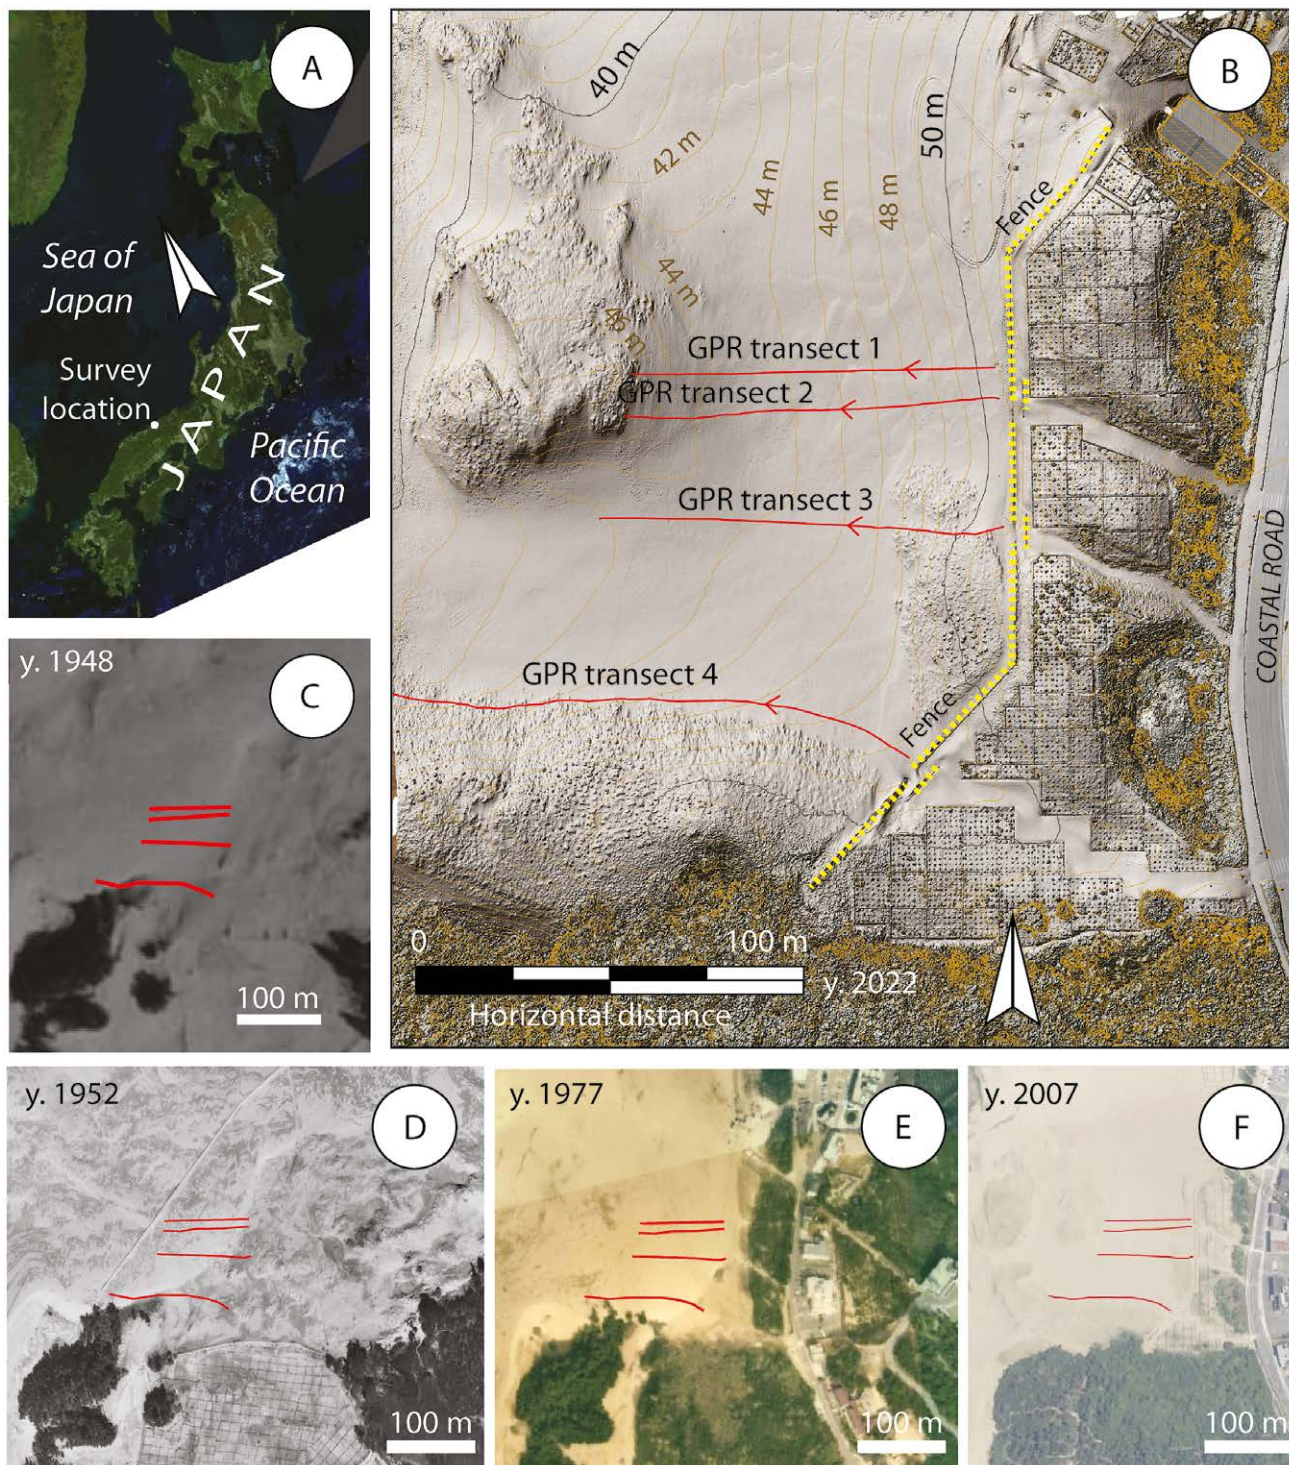 A
Sea of
Japan
JAPAN
Survey
location
Pacific
Ocean
B
40 m
42 m
44 m
46 m
48 m
50 m
Fence
44 m
46 m
GPR transect 1
GPR transect 2
GPR transect 3
GPR transect 4
Fence
COASTAL ROAD
0
100 m
y. 2022
Horizontal distance
y. 1948
C
100 m
y. 1952
D
100 m
y. 1977
E
100 m
y. 2007
F
100 m